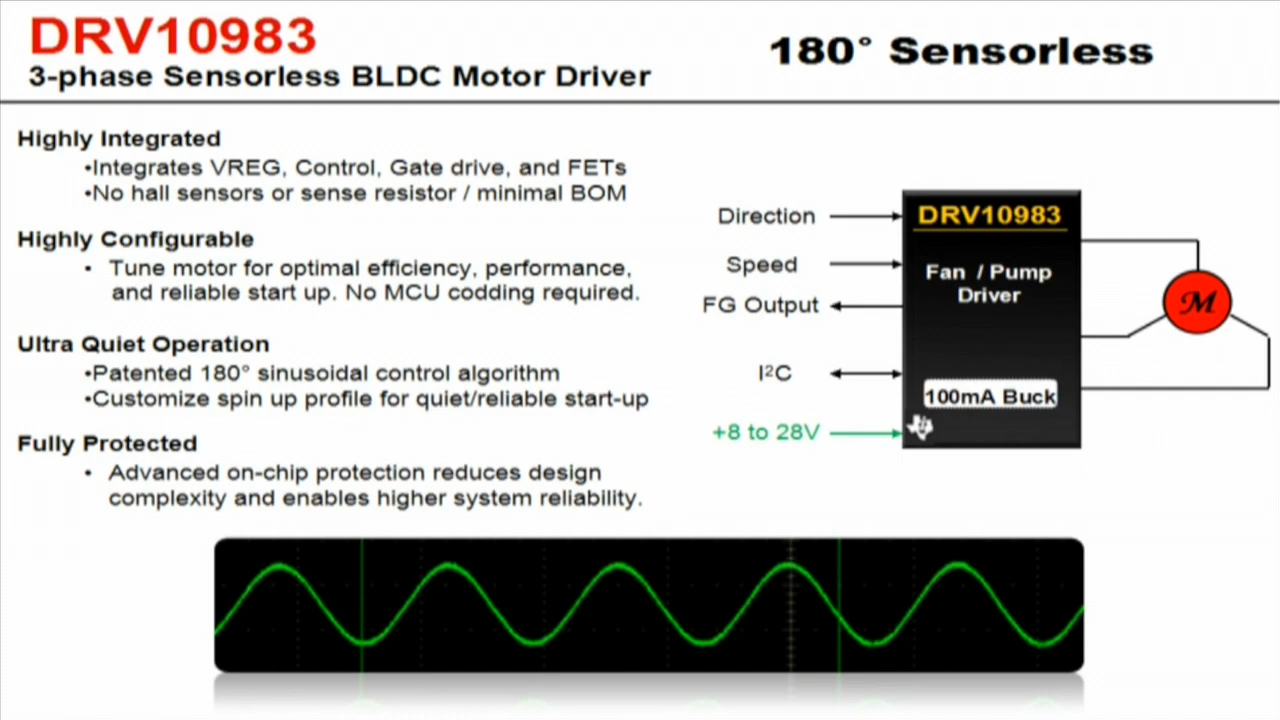 DRV10983
3-phase Sensorless BLDC Motor Driver
180° Sensorless
Highly Integrated
•Integrates VREG, Control, Gate drive, and FETs
•No hall sensors or sense resistor / minimal BOM
Highly Configurable
• Tune motor for optimal efficiency, performance,
and reliable start up. No MCU codding required.
Ultra Quiet Operation
•Patented 180° sinusoidal control algorithm
•Customize spin up profile for quiet/reliable start-up
Fully Protected
• Advanced on-chip protection reduces design
complexity and enables higher system reliability.
Direction
Speed
FG Output
I²C
+8 to 28V
DRV10983
Fan / Pump
Driver
100mA Buck
M